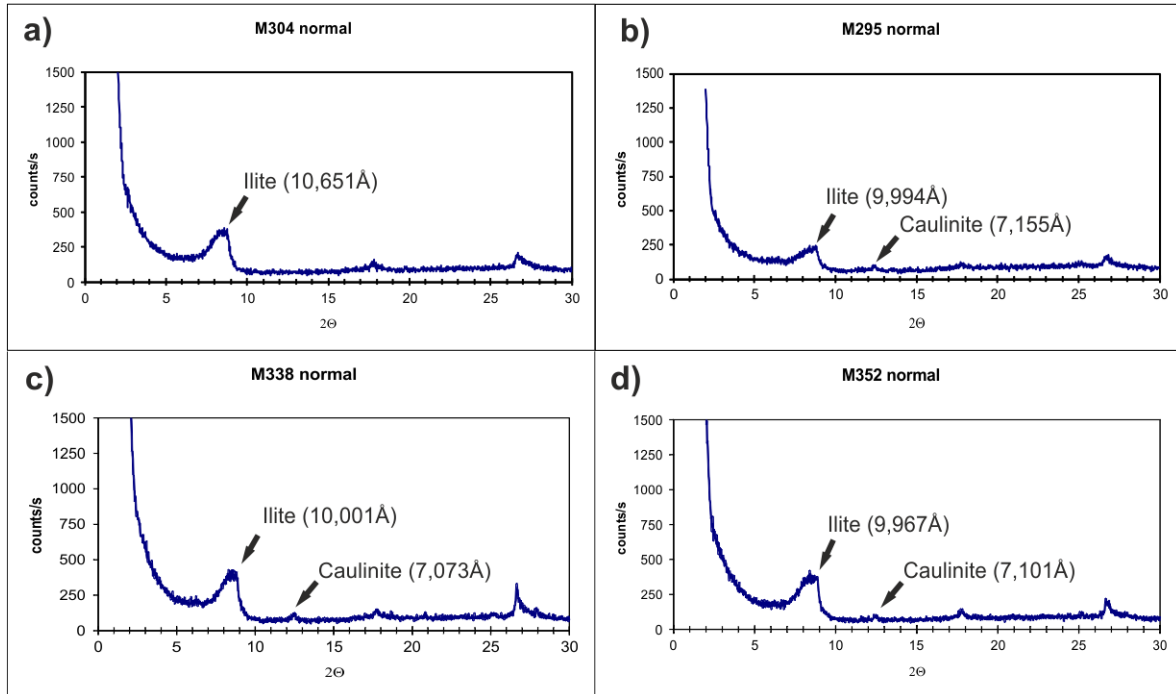 a)
M304 normal
1500
1250
1000
750
500
250
0
counts/s
Ilite (10,651Å)
0 5 10 15 20 25 30
2Θ
b)
M295 normal
1500
1250
1000
750
500
250
0
counts/s
Ilite (9,994Å)
Caulinite (7,155Å)
0 5 10 15 20 25 30
2Θ
c)
M338 normal
1500
1250
1000
750
500
250
0
counts/s
Ilite (10,001Å)
Caulinite (7,073Å)
0 5 10 15 20 25 30
2Θ
d)
M352 normal
1500
1250
1000
750
500
250
0
counts/s
Ilite (9,967Å)
Caulinite (7,101Å)
0 5 10 15 20 25 30
2Θ